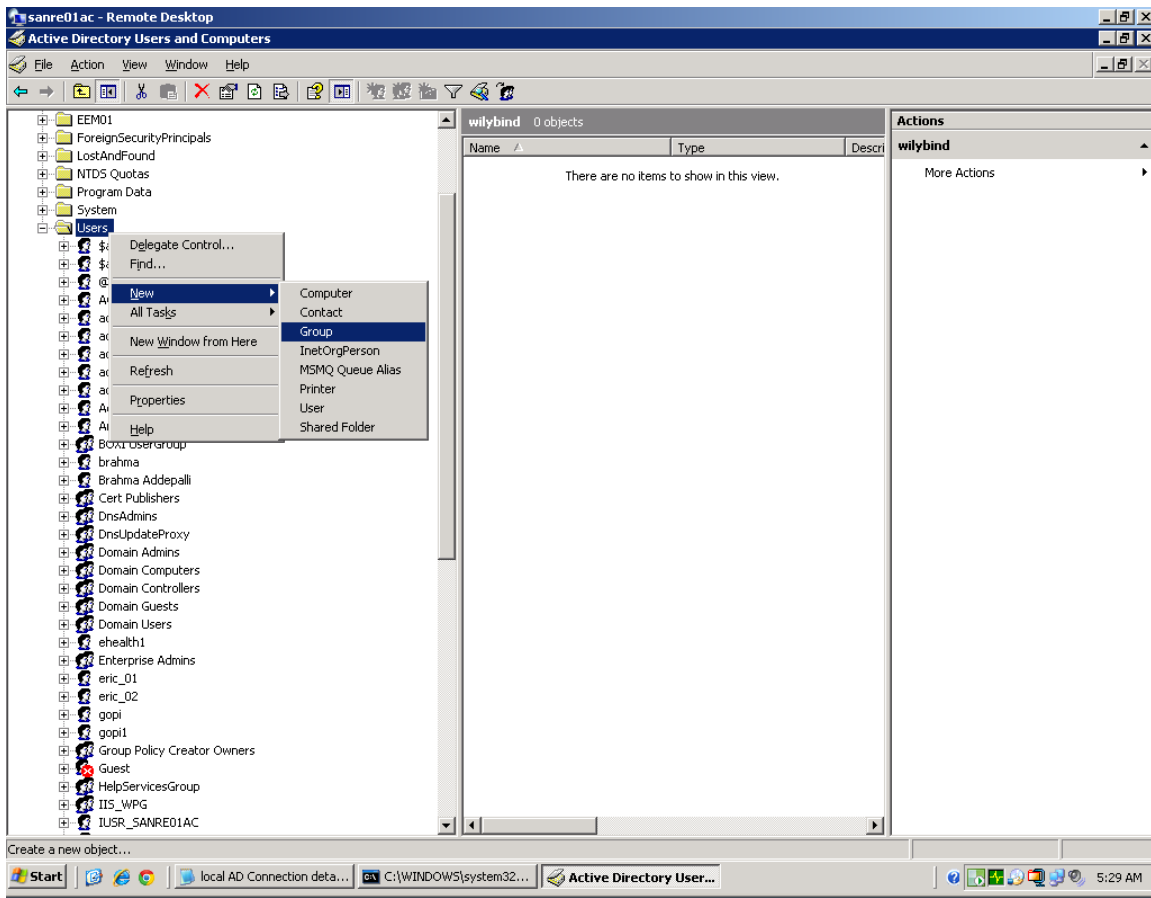 sanre01ac - Remote Desktop
Active Directory Users and Computers
File Action View Window Help
EEM01
ForeignSecurityPrincipals
LostAndFound
NTDS Quotas
Program Data
System
Users
BOXI UserGroup
brahma
Brahma Addepalli
Cert Publishers
DnsAdmins
DnsUpdateProxy
Domain Admins
Domain Computers
Domain Controllers
Domain Guests
Domain Users
ehealth1
Enterprise Admins
eric_01
eric_02
gopi
gopi1
Group Policy Creator Owners
Guest
HelpServicesGroup
IIS_WPG
IUSR_SANRE01AC
Delegate Control...
Find...
New
All Tasks
New Window from Here
Refresh
Properties
Help
Computer
Contact
Group
InetOrgPerson
MSMQ Queue Alias
Printer
User
Shared Folder
wilybind 0 objects
Name Type Descri
There are no items to show in this view.
Actions
wilybind
More Actions
Create a new object...
Start local AD Connection deta... C:\WINDOWS\system32... Active Directory User... 5:29 AM